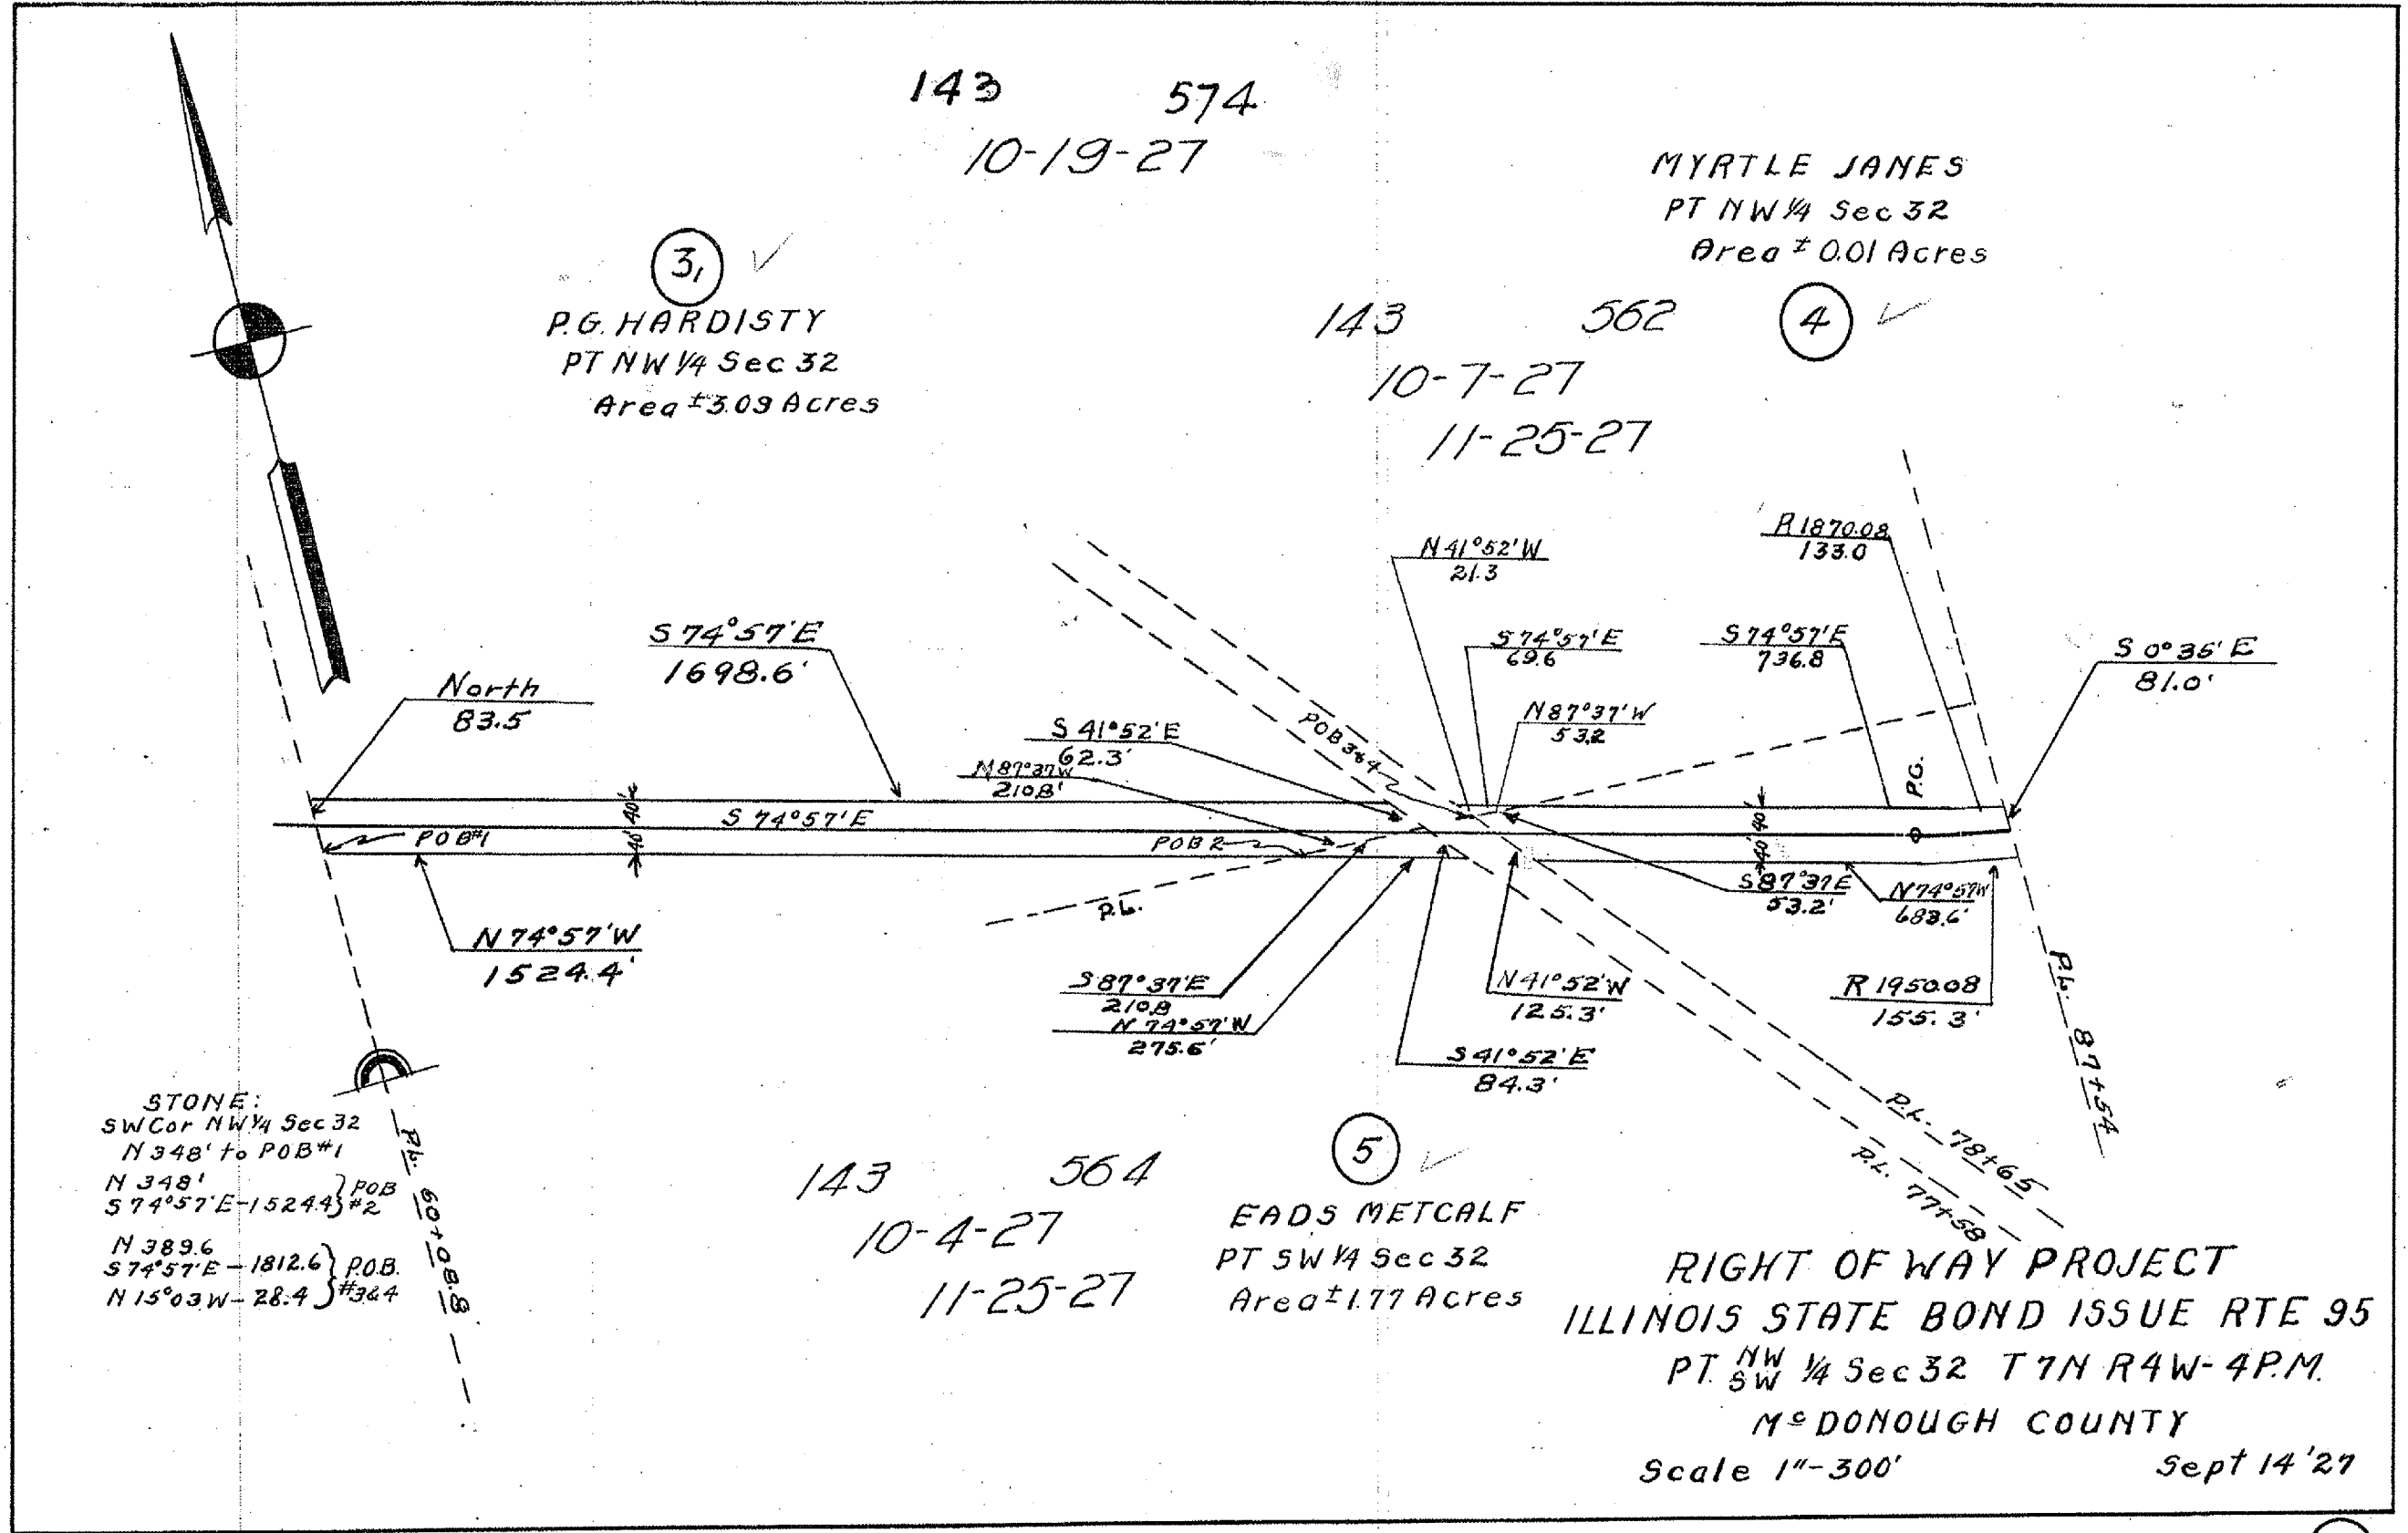 143 574
10-19-27
MYRTLE JANES
PT NW 1/4 Sec 32
Area ± 0.01 Acres
4
3,
P.G. HARDISTY
PT NW 1/4 Sec 32
Area ± 3.09 Acres
143 562
10-7-27
11-25-27
N 41°52' W
21.3
R 1870.08
133.0
S 74°57' E
1698.6'
North
83.5
S 74°57' E
69.6
S 74°57' E
736.8
S 0°35' E
81.0'
N 87°37' W
53.2
S 41°52' E
62.3'
N 87°37' W
210.8'
POB 3&4
P.G.
40' 40'
S 74°57' E
POB#1
POB 2
40' 40'
P.L.
S 87°37' E
53.2'
N 74°57' W
683.6'
N 74°57' W
1524.4'
S 87°37' E
210.8
N 74°57' W
275.6'
N 41°52' W
125.3'
S 41°52' E
84.3'
R 1950.08
155.3'
P.L. 87+54
P.L. 78+65
P.L. 77+58
P.L. 60+08.8
STONE:
SW Cor NW 1/4 Sec 32
N 348' to POB#1
N 348'
S 74°57' E - 1524.4 } POB #2
N 389.6
S 74°57' E - 1812.6
N 15°03 W - 28.4 } P.O.B. #3&4
143 564
10-4-27
11-25-27
5
EADS METCALF
PT SW 1/4 Sec 32
Area ± 1.77 Acres
RIGHT OF WAY PROJECT
ILLINOIS STATE BOND ISSUE RTE 95
PT. NW SW 1/4 Sec 32 T7N R4W-4P.M.
McDONOUGH COUNTY
Scale 1"-300' Sept 14 '27